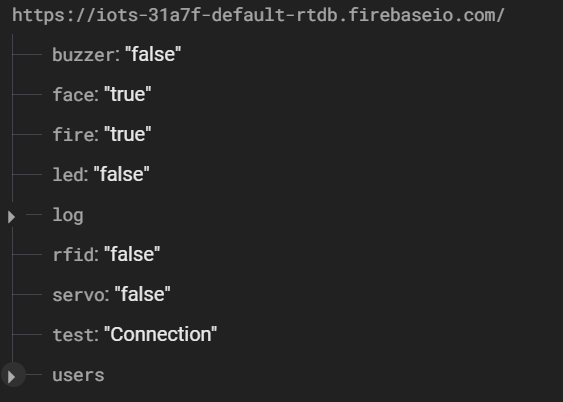 https://iots-31a7f-default-rtdb.firebaseio.com/
buzzer: "false"
face: "true"
fire: "true"
led: "false"
log
rfid: "false"
servo: "false"
test: "Connection"
users